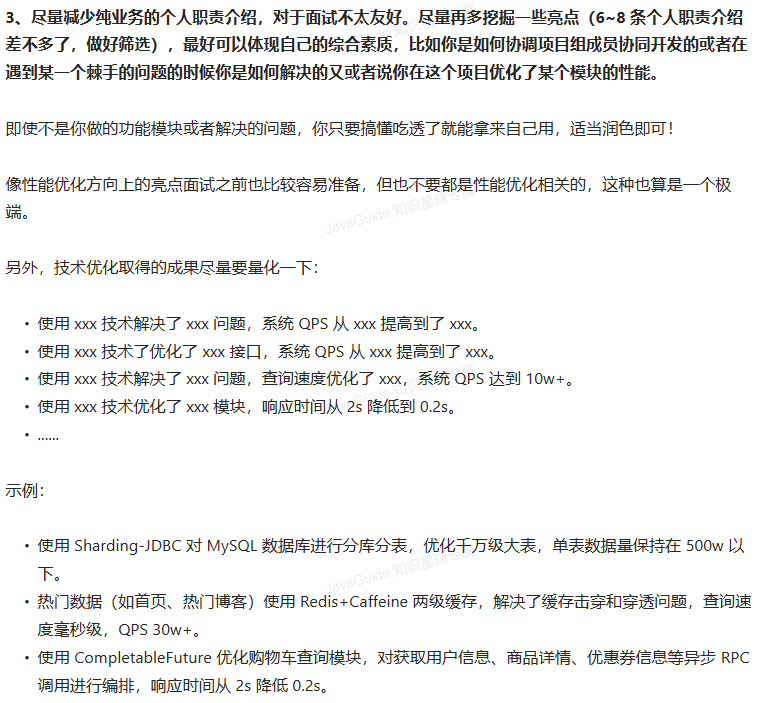 3、尽量减少纯业务的个人职责介绍，对于面试不太友好。尽量再多挖掘一些亮点（6~8 条个人职责介绍
差不多了，做好筛选），最好可以体现自己的综合素质，比如你是如何协调项目组成员协同开发的或者在
遇到某一个棘手的问题的时候你是如何解决的又或者说你在这个项目优化了某个模块的性能。
即使不是你做的功能模块或者解决的问题，你只要搞懂吃透了就能拿来自己用，适当润色即可！
像性能优化方向上的亮点面试之前也比较容易准备，但也不要都是性能优化相关的，这种也算是一个极
端。
JavaGuide 知识星球专
另外，技术优化取得的成果尽量要量化一下：
• 使用 xxx 技术解决了 xxx 问题，系统 QPS 从 xxx 提高到了 xxx。
• 使用 xxx 技术了优化了 xxx 接口，系统 QPS 从 xxx 提高到了 xxx。
• 使用 xxx 技术解决了 xxx 问题，查询速度优化了 xxx，系统 QPS 达到 10w+。
• 使用 xxx 技术优化了 xxx 模块，响应时间从 2s 降低到 0.2s。
• ......
示例：
• 使用 Sharding-JDBC 对 MySQL 数据库进行分库分表，优化千万级大表，单表数据量保持在 500w 以
下。
JavaGuide 知识星球专
• 热门数据（如首页、热门博客）使用 Redis+Caffeine 两级缓存，解决了缓存击穿和穿透问题，查询速
度毫秒级，QPS 30w+。
• 使用 CompletableFuture 优化购物车查询模块，对获取用户信息、商品详情、优惠券信息等异步 RPC
调用进行编排，响应时间从 2s 降低 0.2s。